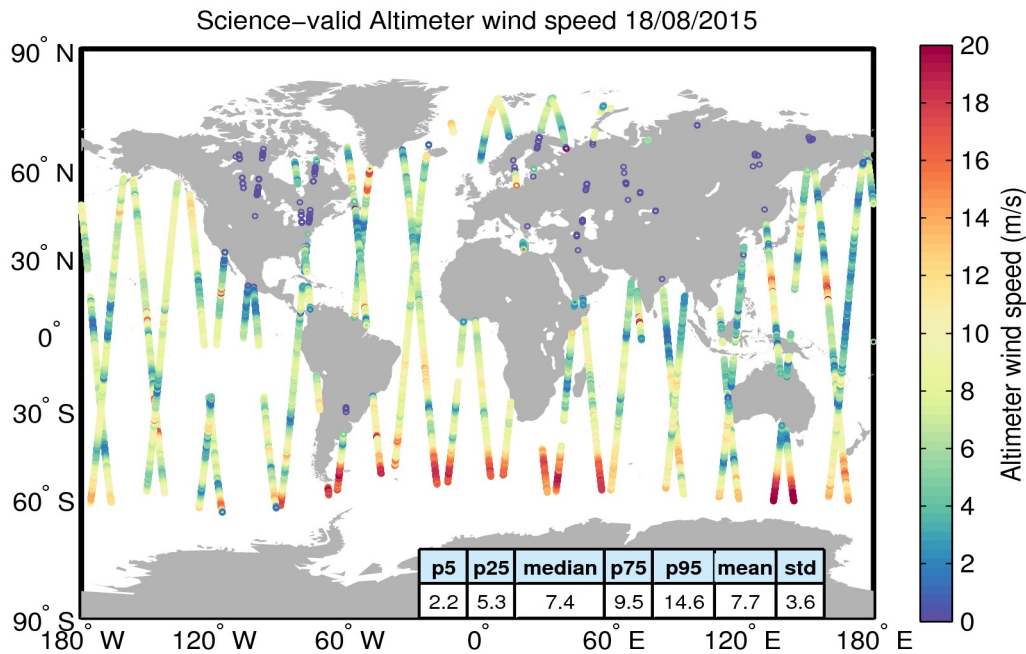 Science−valid Altimeter wind speed 18/08/2015
90° N
60° N
30° N
0°
30° S
60° S
90° S
180° W
120° W
60° W
0°
60° E
120° E
180° E
p5 p25 median p75 p95 mean std
2.2 5.3 7.4 9.5 14.6 7.7 3.6
20
18
16
14
12
10
8
6
4
2
0
Altimeter wind speed (m/s)